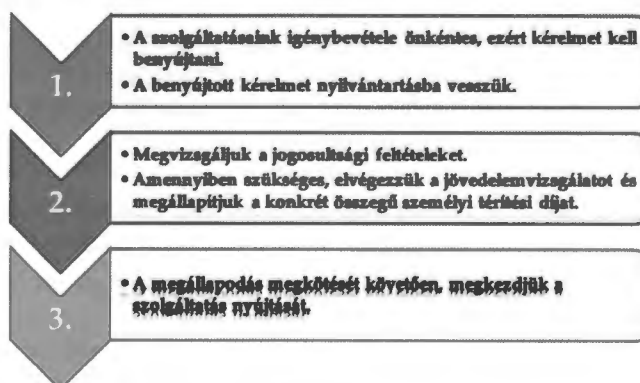 1.
• A szolgáltatásaink igénybevétele önkéntes, ezért kérelmet kell
benyújtani.
• A benyújtott kérelmet nyilvántartásba vesszük.
2.
• Megvizsgáljuk a jogosultsági feltételeket.
• Amennyiben szükséges, elvégezzük a jövedelemvizsgálatot és
megállapítjuk a konkrét összegű személyi térítési díjat.
3.
• A megállapodás megkötését követően, megkezdjük a
szolgáltatás nyújtását.